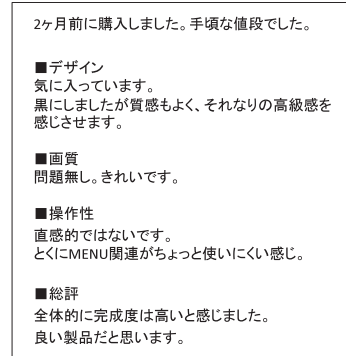 2ヶ月前に購入しました。手頃な値段でした。
■デザイン
気に入っています。
黒にしましたが質感もよく、それなりの高級感を
感じさせます。
■画質
問題無し。きれいです。
■操作性
直感的ではないです。
とくにMENU関連がちょっと使いにくい感じ。
■総評
全体的に完成度は高いと感じました。
良い製品だと思います。